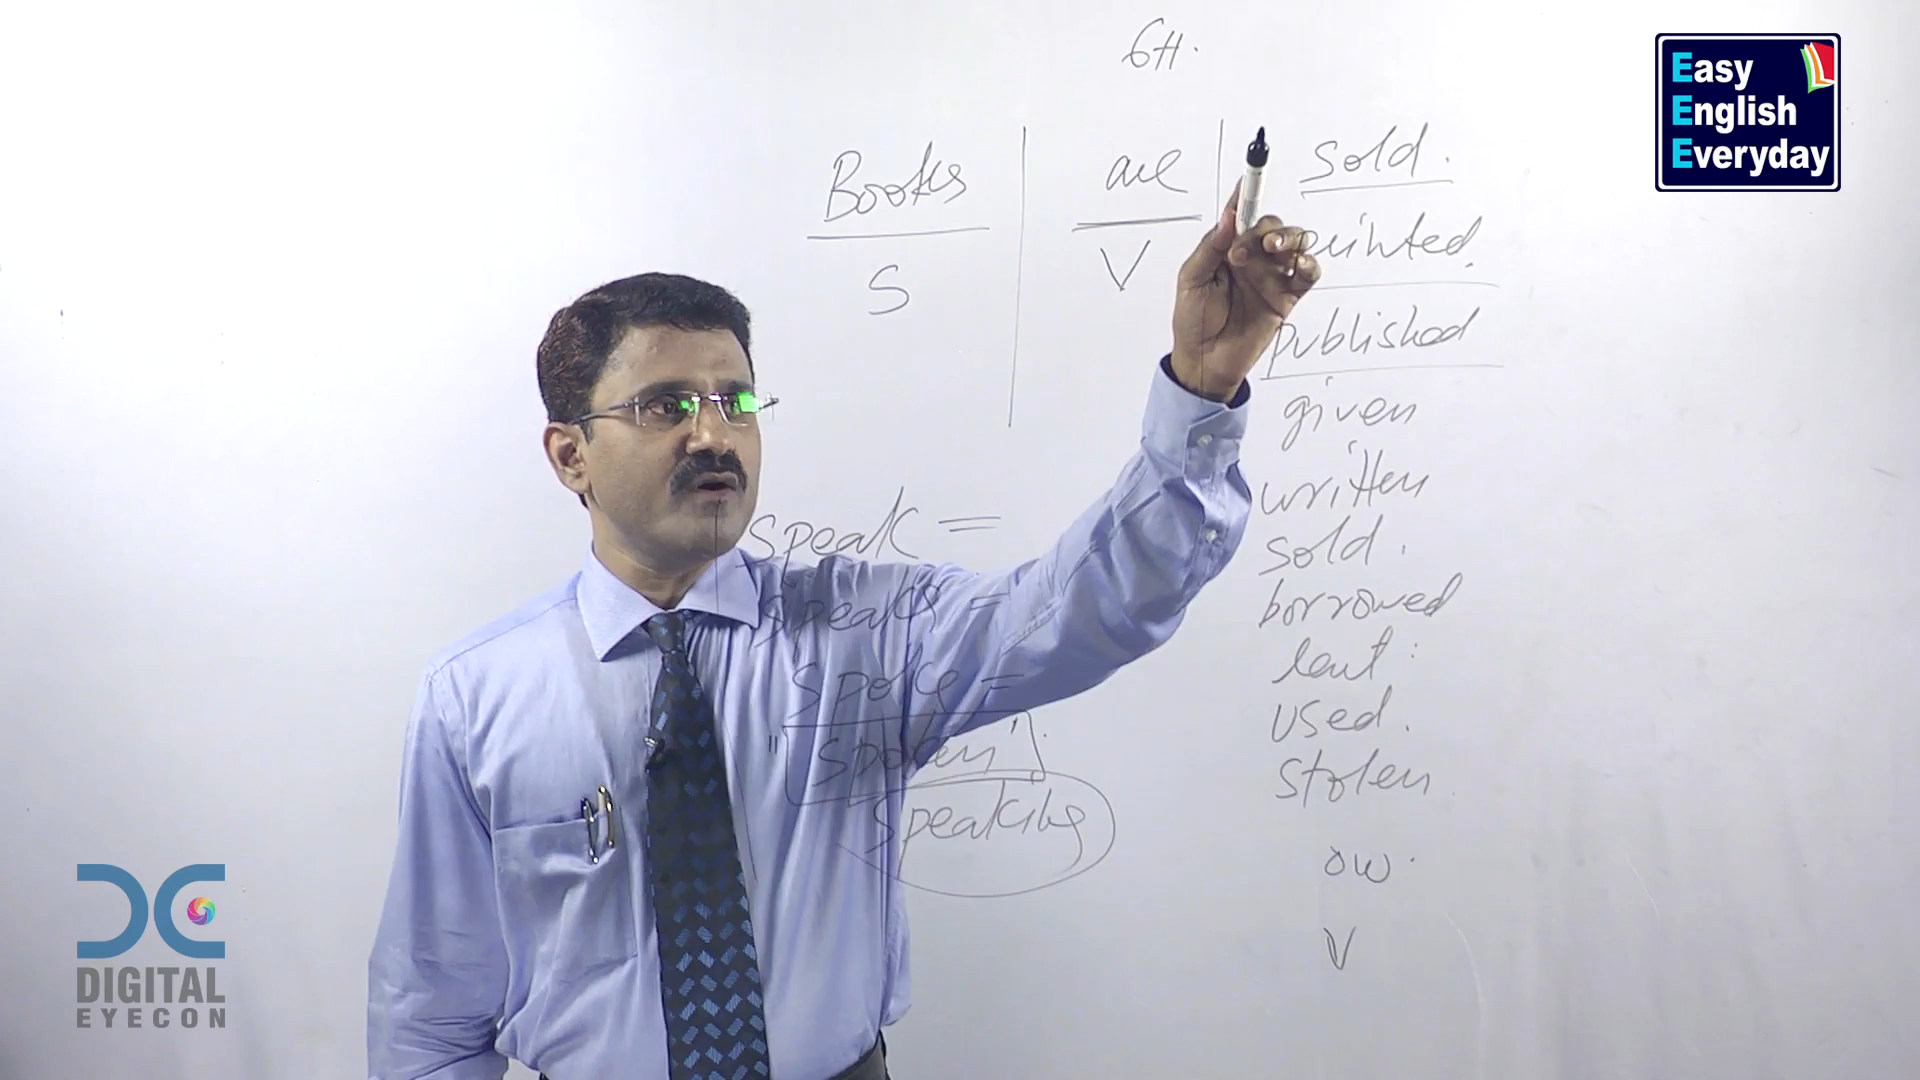 GH.
Books are sold.
S V printed.
published
given
written
sold.
borrowed
lent
used.
stolen
ow.
V
speak =
speaks =
spoke =
"spoken".
speaking
Easy
English
Everyday
DIGITAL
EYECON